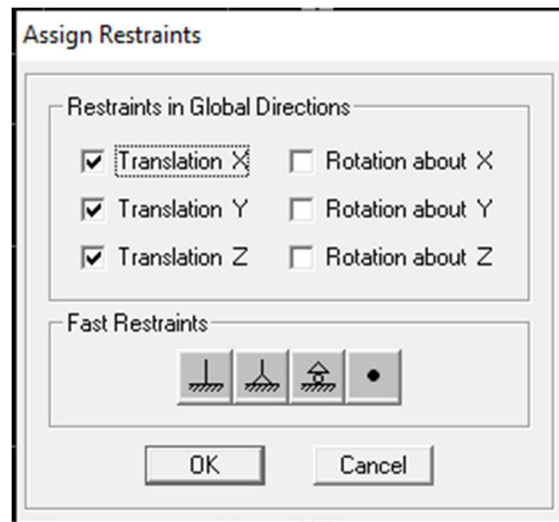 Assign Restraints
Restraints in Global Directions
Translation X Rotation about X
Translation Y Rotation about Y
Translation Z Rotation about Z
Fast Restraints
OK Cancel